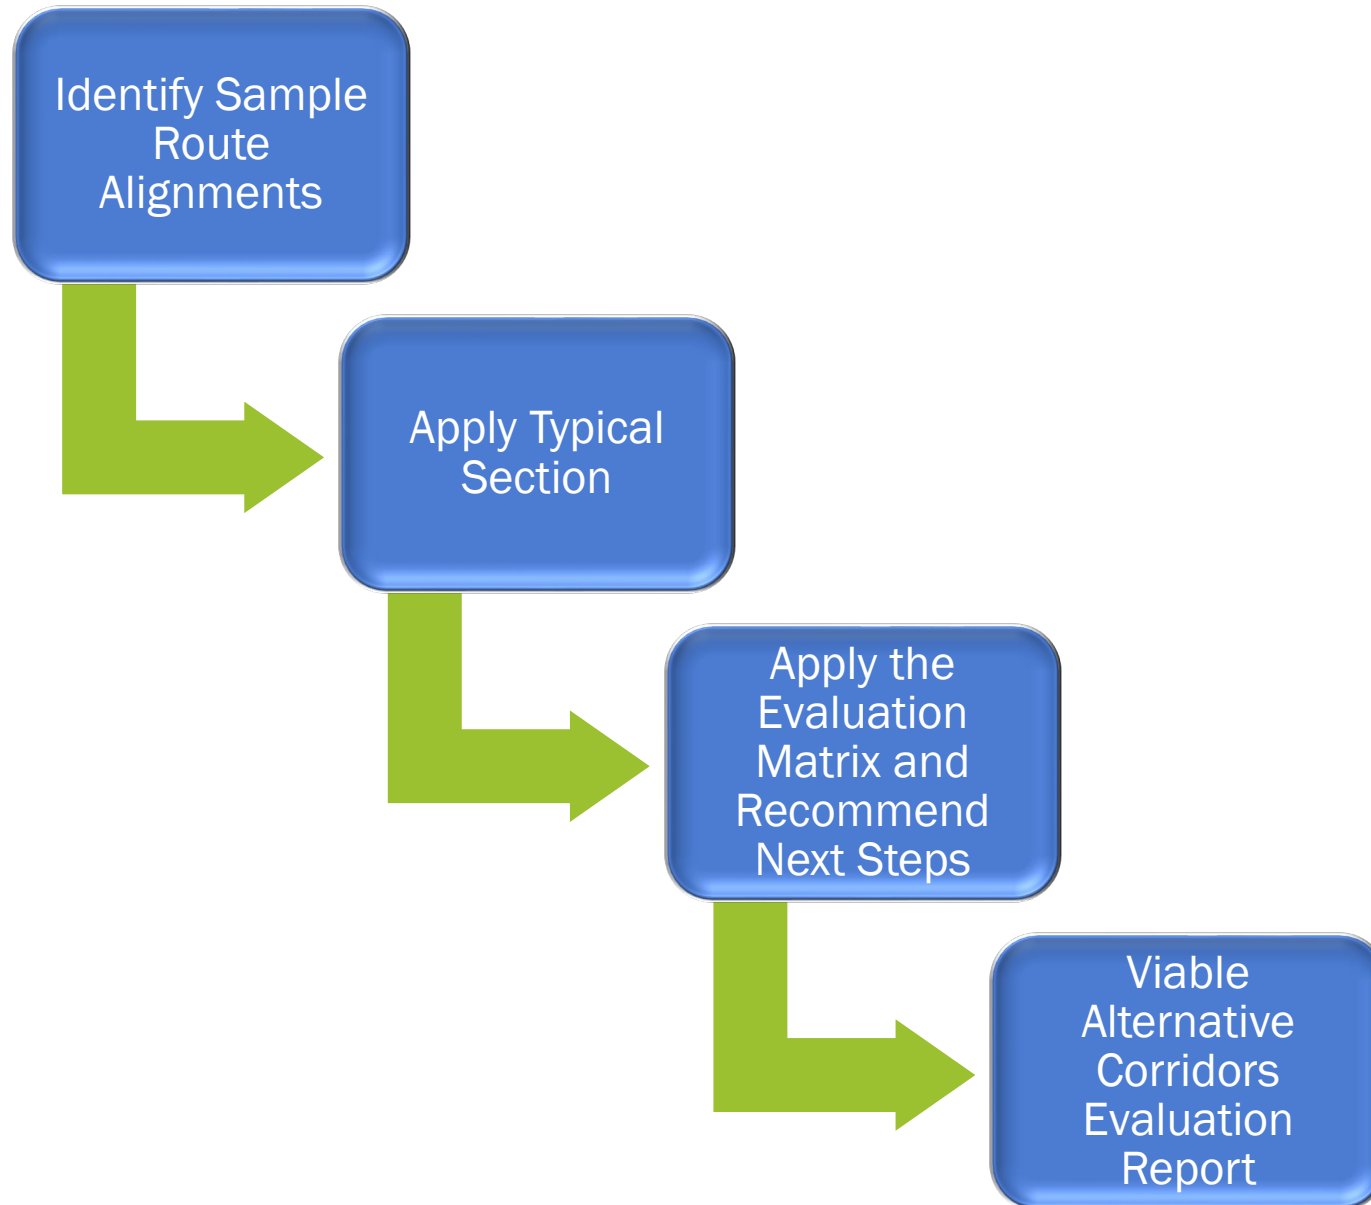 Identify Sample
Route
Alignments
Apply Typical
Section
Apply the
Evaluation
Matrix and
Recommend
Next Steps
Viable
Alternative
Corridors
Evaluation
Report